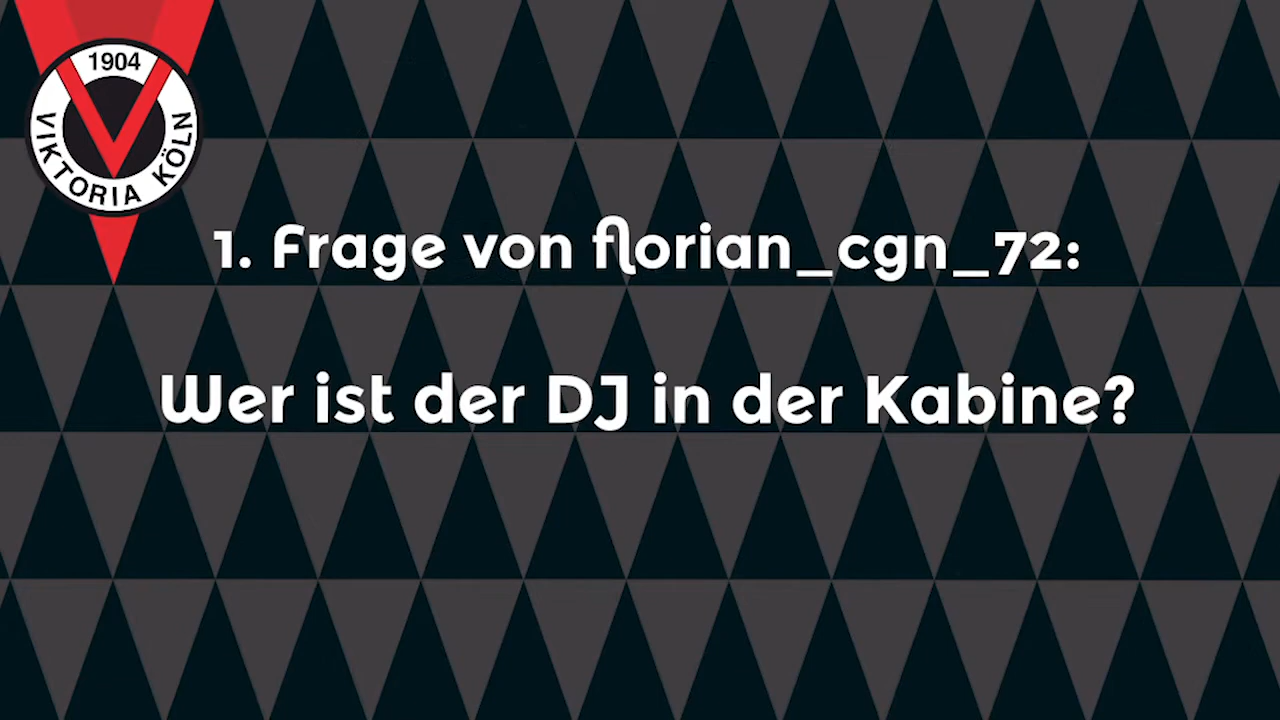 1904
VIKTORIA KÖLN
1. Frage von florian_cgn_72:
Wer ist der DJ in der Kabine?